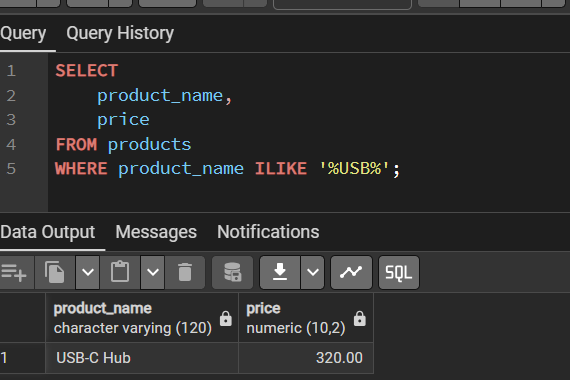 Query Query History
1 SELECT
2 product_name,
3 price
4 FROM products
5 WHERE product_name ILIKE '%USB%';
Data Output Messages Notifications
SQL
product_name price
character varying (120) numeric (10,2)
1 USB-C Hub 320.00